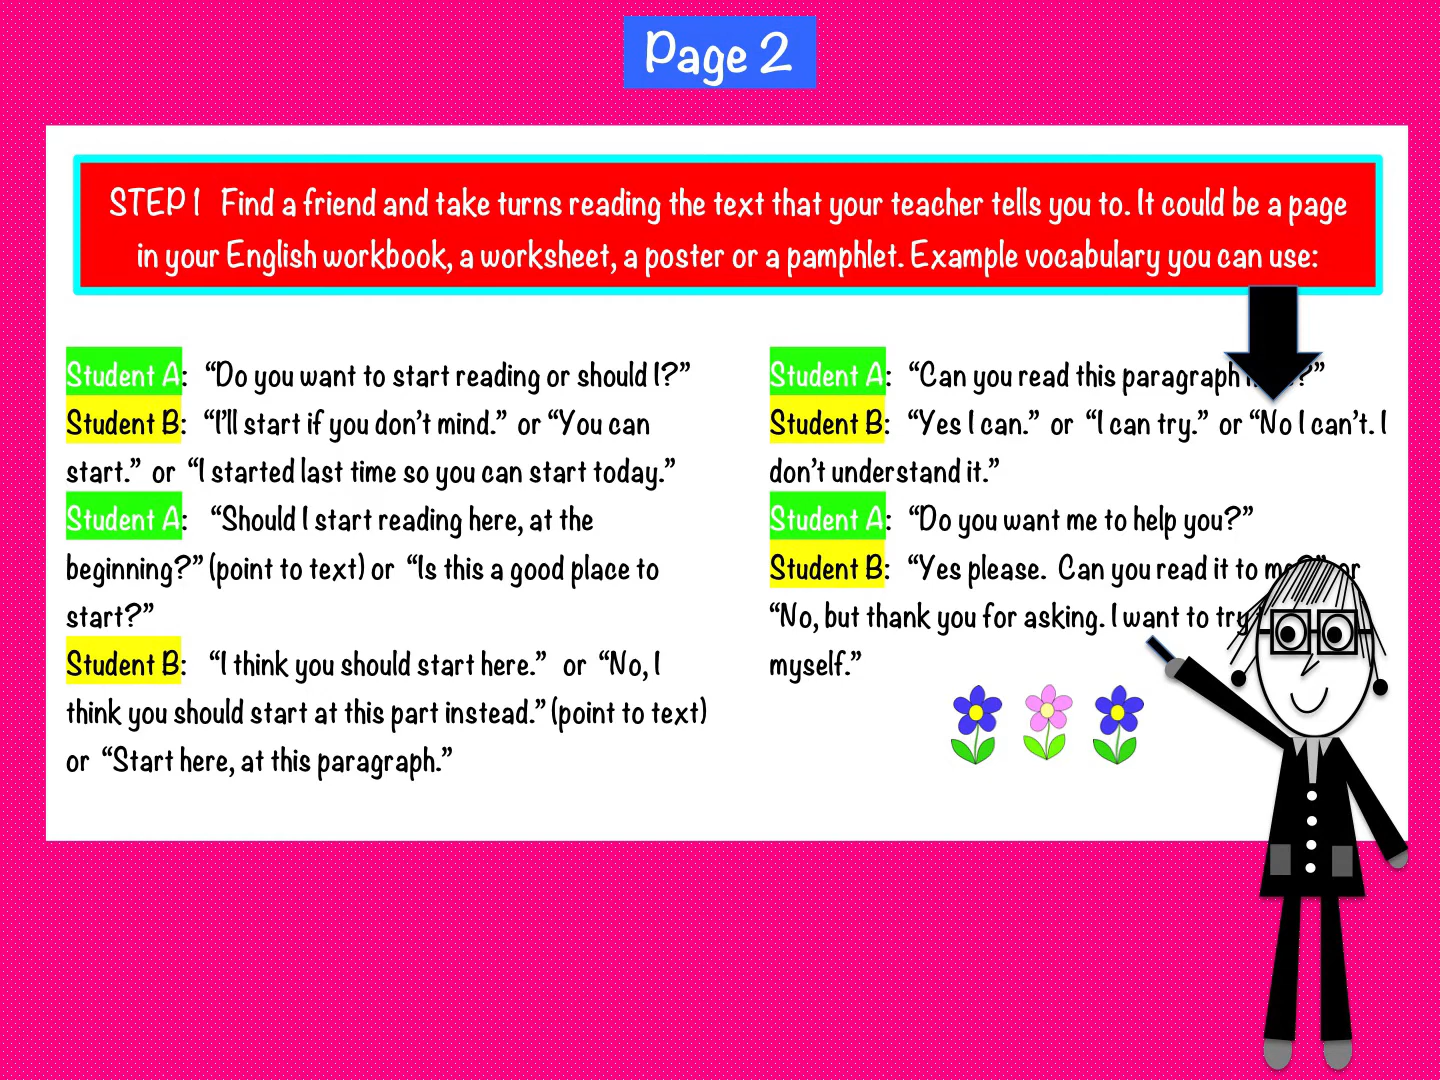 Page 2
STEP 1 Find a friend and take turns reading the text that your teacher tells you to. It could be a page
in your English workbook, a worksheet, a poster or a pamphlet. Example vocabulary you can use:
Student A: “Do you want to start reading or should I?”
Student B: “I’ll start if you don’t mind.” or “You can
start.” or “I started last time so you can start today.”
Student A: “Should I start reading here, at the
beginning?” (point to text) or “Is this a good place to
start?”
Student B: “I think you should start here.” or “No, I
think you should start at this part instead.” (point to text)
or “Start here, at this paragraph.”
Student A: “Can you read this paragraph
Student B: “Yes I can.” or “I can try.” or “No I can’t. I
don’t understand it.”
Student A: “Do you want me to help you?”
Student B: “Yes please. Can you read it to me?” or
“No, but thank you for asking. I want to try
myself.”